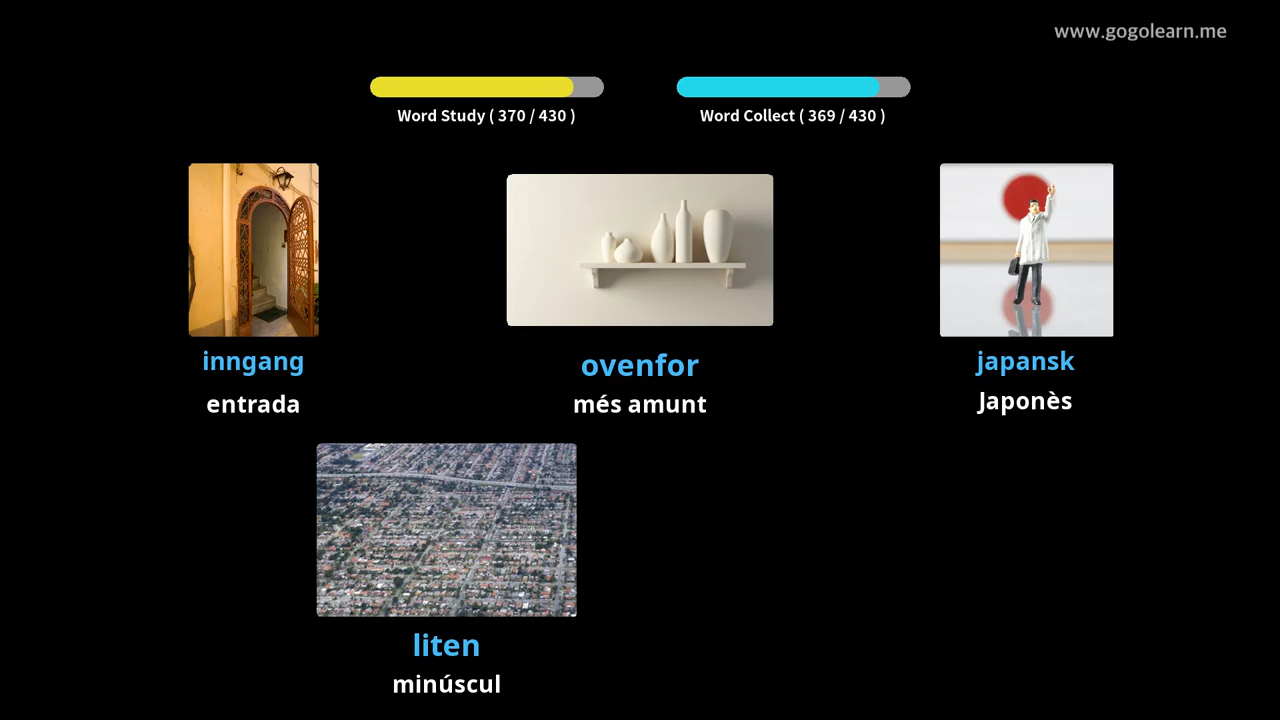 www.gogolearn.me
Word Study ( 370 / 430 )
Word Collect ( 369 / 430 )
inngang
entrada
ovenfor
més amunt
japansk
Japonès
liten
minúscul